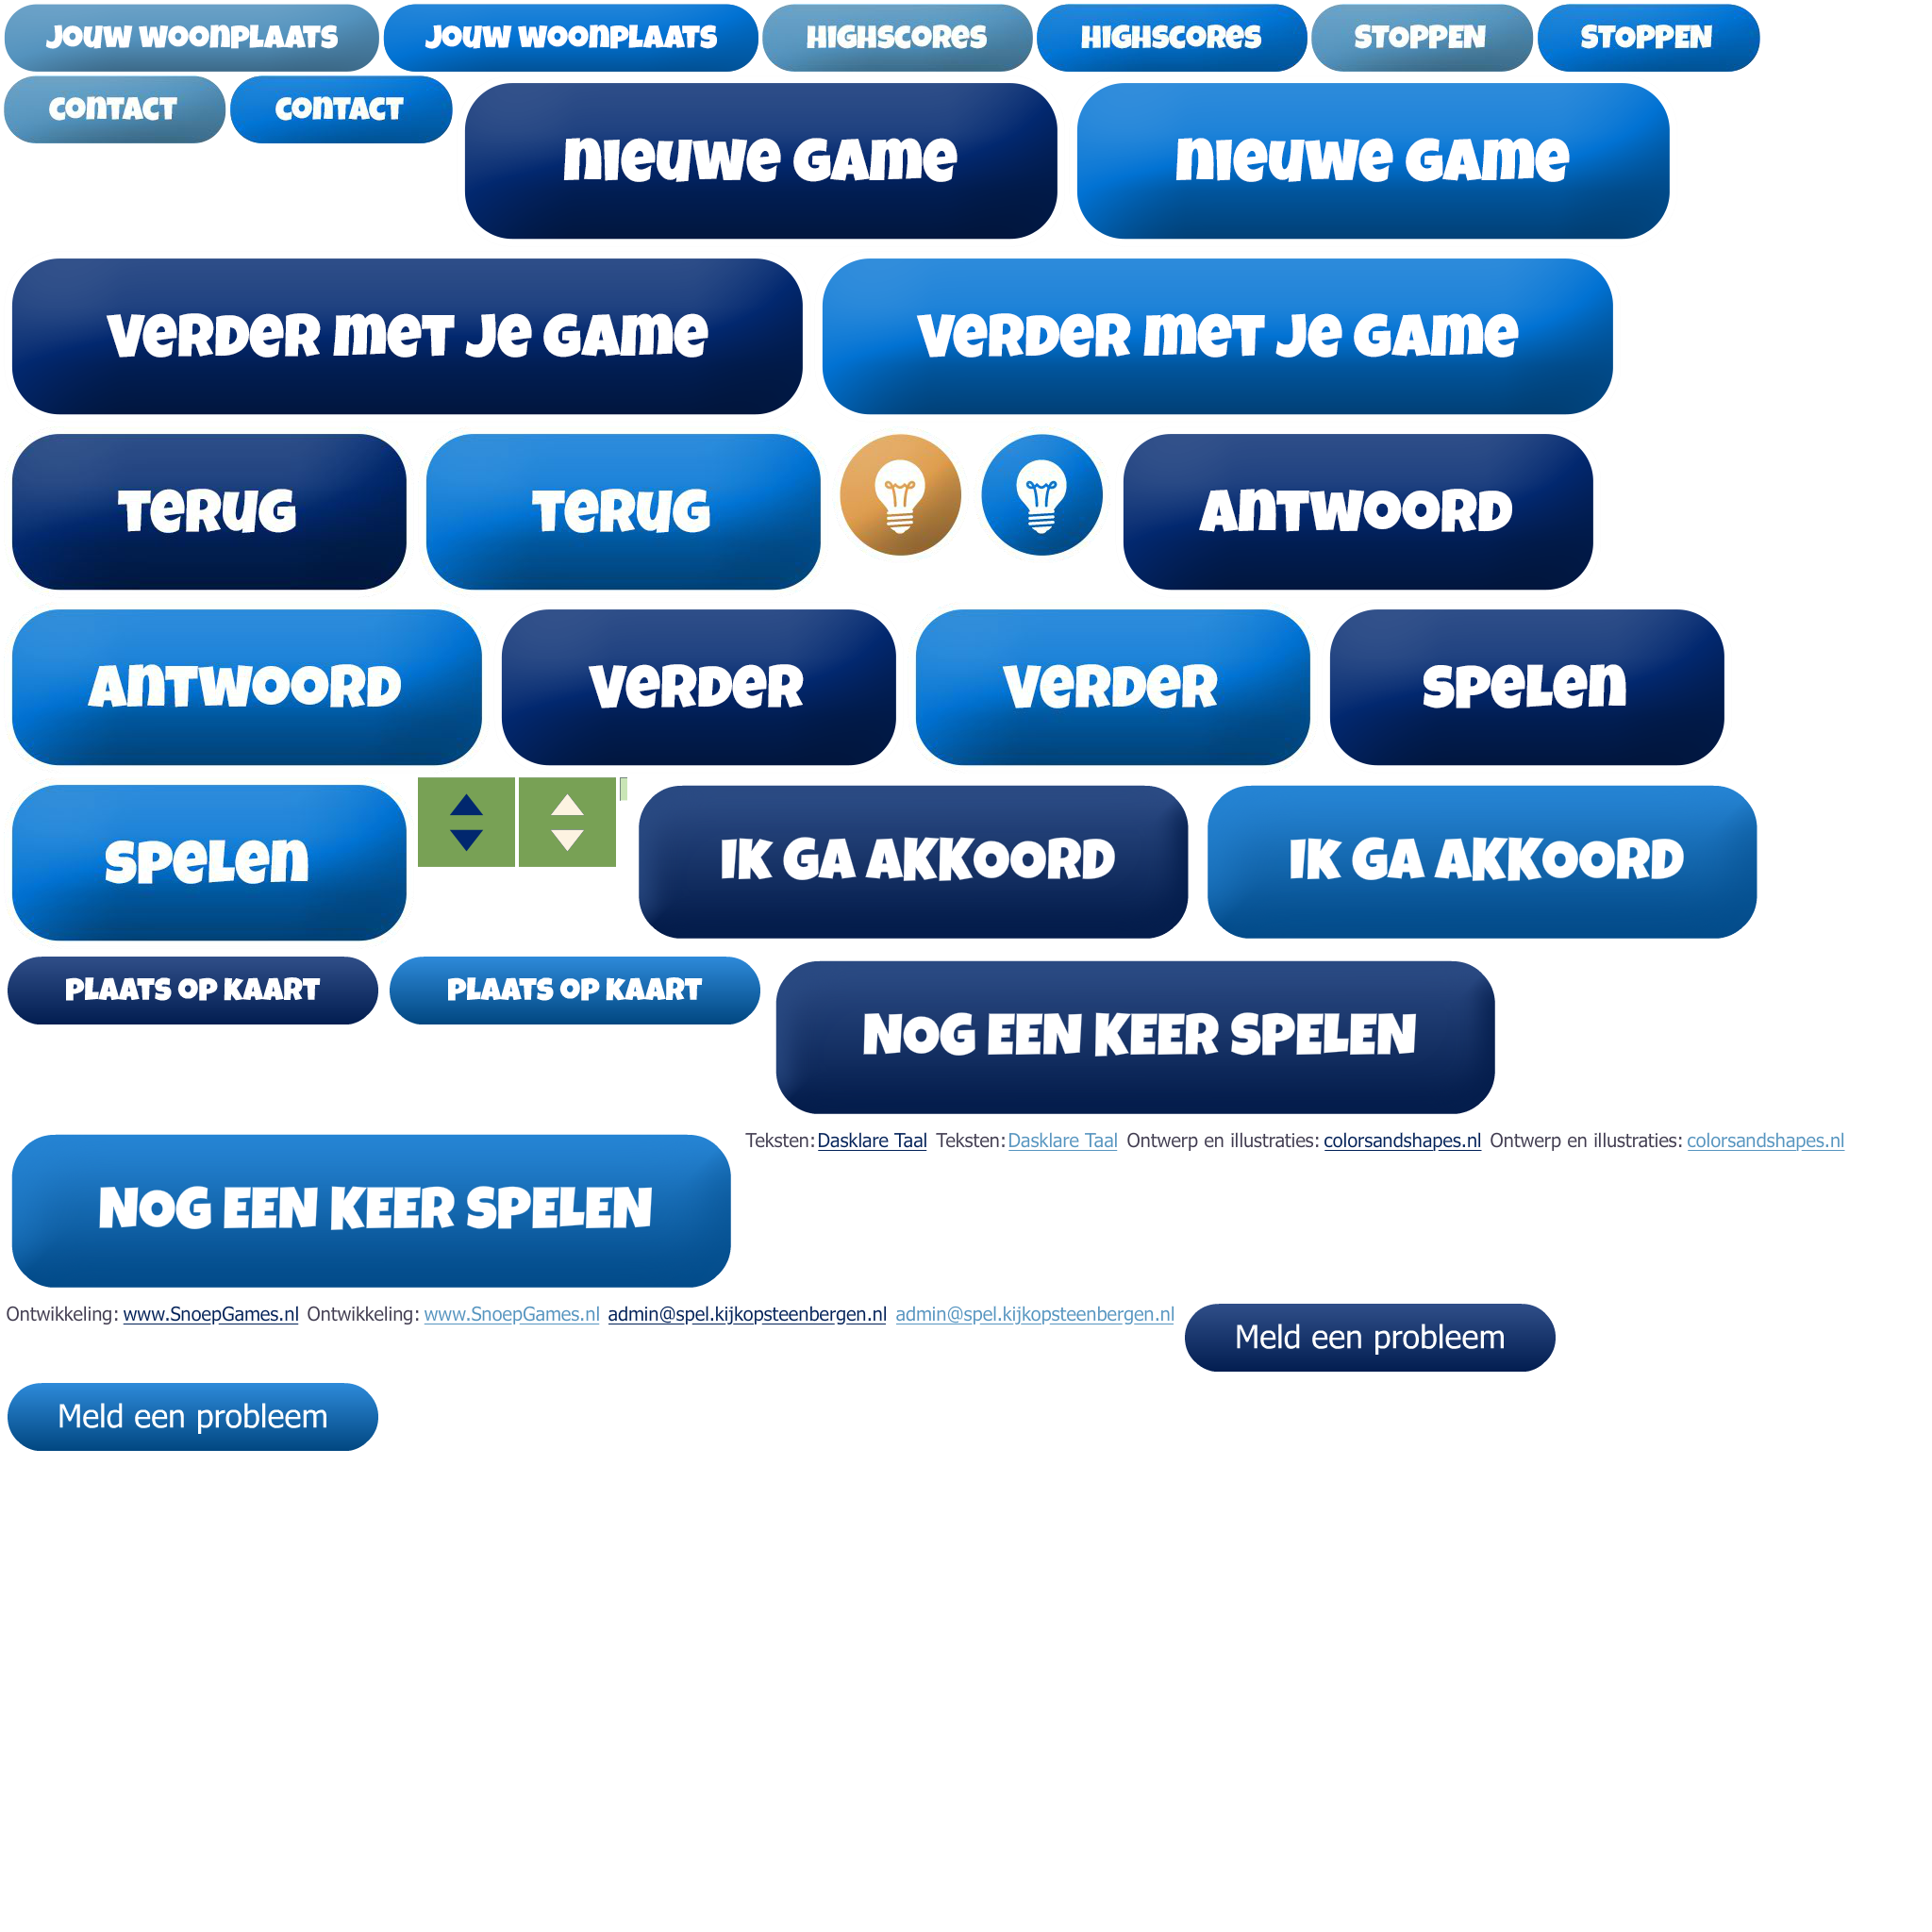 JOUW WOONPLAATS JOUW WOONPLAATS HIGHSCORES HIGHSCORES STOPPEN STOPPEN
CONTACT CONTACT
NIEUWE GAME NIEUWE GAME
VERDER MET JE GAME VERDER MET JE GAME
TERUG TERUG ANTWOORD
ANTWOORD VERDER VERDER SPELEN
SPELEN IK GA AKKOORD IK GA AKKOORD
PLAATS OP KAART PLAATS OP KAART
NOG EEN KEER SPELEN
Teksten: Dasklare Taal Teksten: Dasklare Taal Ontwerp en illustraties: colorsandshapes.nl Ontwerp en illustraties: colorsandshapes.nl
NOG EEN KEER SPELEN
Ontwikkeling: www.SnoepGames.nl Ontwikkeling: www.SnoepGames.nl admin@spel.kijkopsteenbergen.nl admin@spel.kijkopsteenbergen.nl
Meld een probleem
Meld een probleem